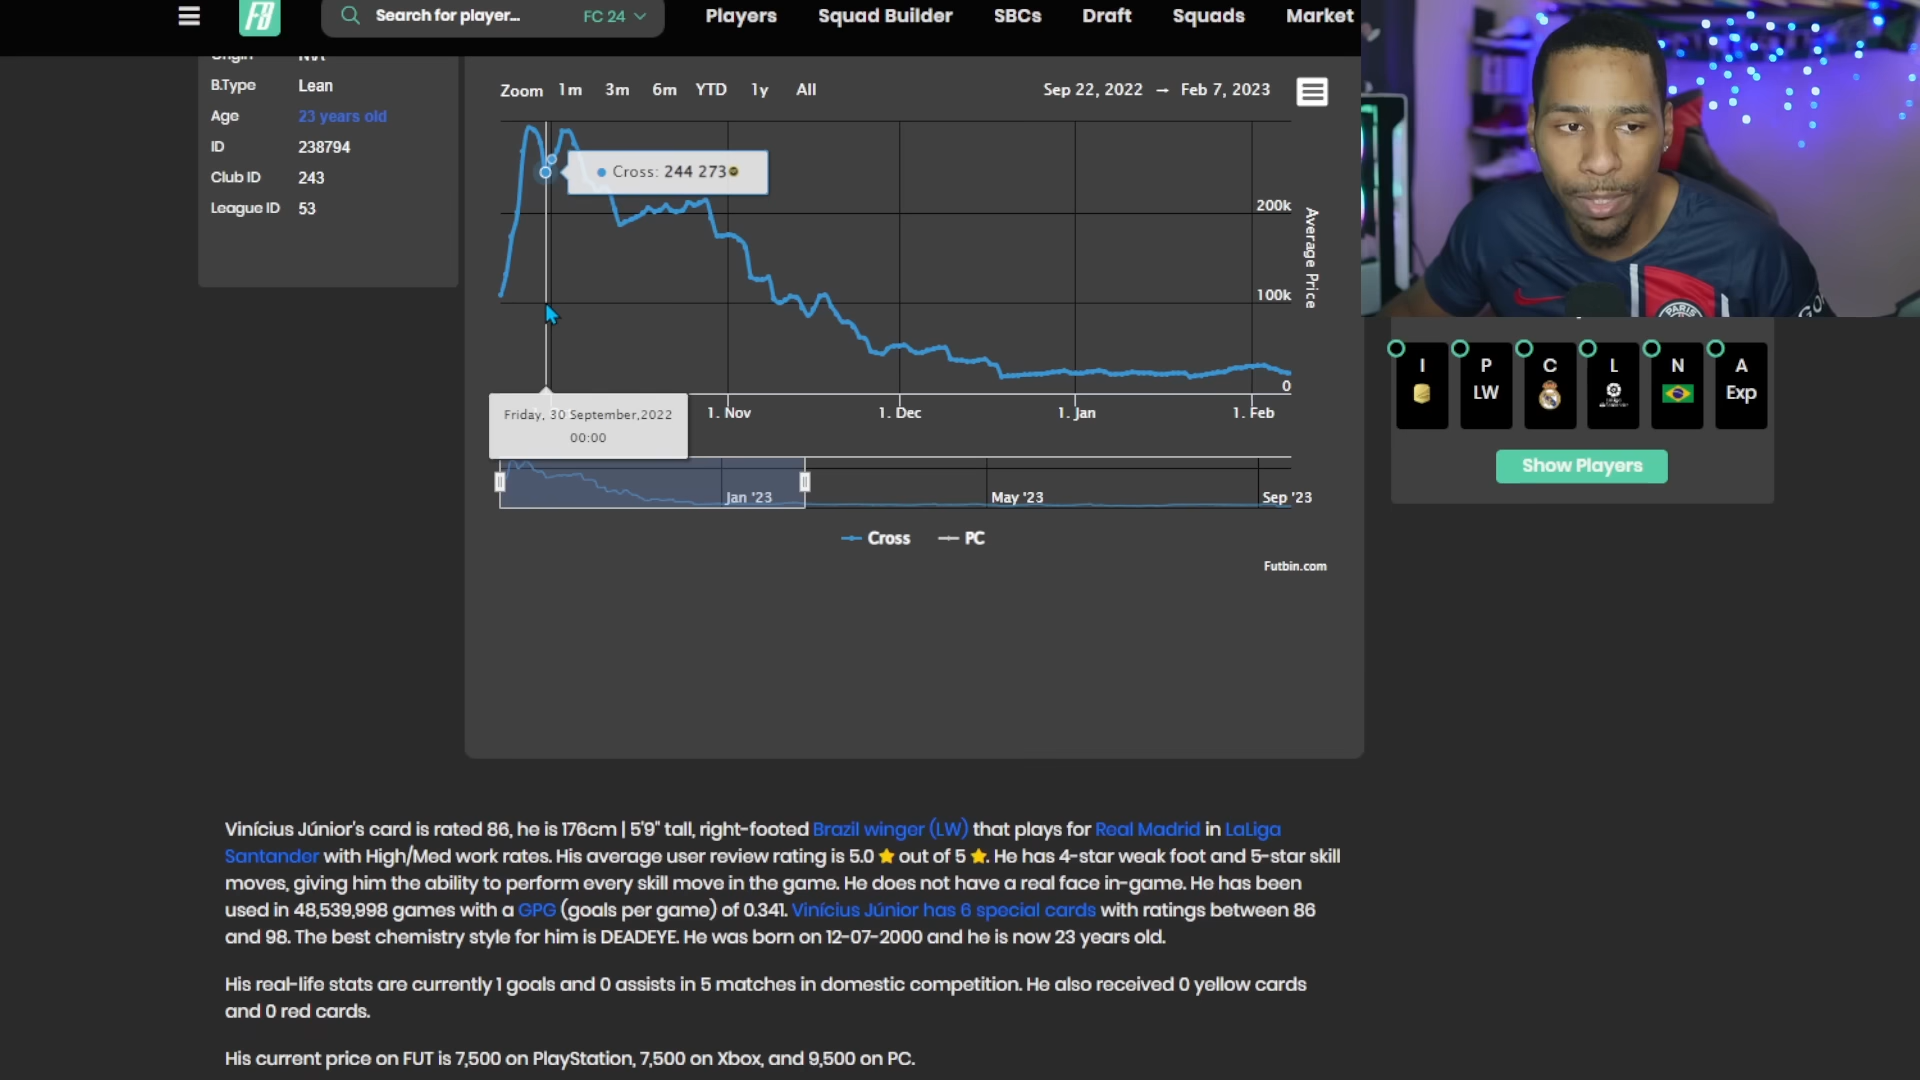 Search for player...
FC 24
Players
Squad Builder
SBCs
Draft
Squads
Market
Origin N\A
B.Type Lean
Age 23 years old
ID 238794
Club ID 243
League ID 53
Zoom 1m 3m 6m YTD 1y All
Sep 22, 2022 → Feb 7, 2023
Cross: 244 273
200k
100k
0
Average Price
Friday, 30 September,2022
00:00
1. Nov
1. Dec
1. Jan
1. Feb
Jan '23
May '23
Sep '23
Cross
PC
Futbin.com
I P C L N A
LW Exp
Show Players
PARIS
Vinícius Júnior's card is rated 86, he is 176cm | 5'9" tall, right-footed Brazil winger (LW) that plays for Real Madrid in LaLiga
Santander with High/Med work rates. His average user review rating is 5.0 ⭐ out of 5 ⭐. He has 4-star weak foot and 5-star skill
moves, giving him the ability to perform every skill move in the game. He does not have a real face in-game. He has been
used in 48,539,998 games with a GPG (goals per game) of 0.341. Vinícius Júnior has 6 special cards with ratings between 86
and 98. The best chemistry style for him is DEADEYE. He was born on 12-07-2000 and he is now 23 years old.
His real-life stats are currently 1 goals and 0 assists in 5 matches in domestic competition. He also received 0 yellow cards
and 0 red cards.
His current price on FUT is 7,500 on PlayStation, 7,500 on Xbox, and 9,500 on PC.